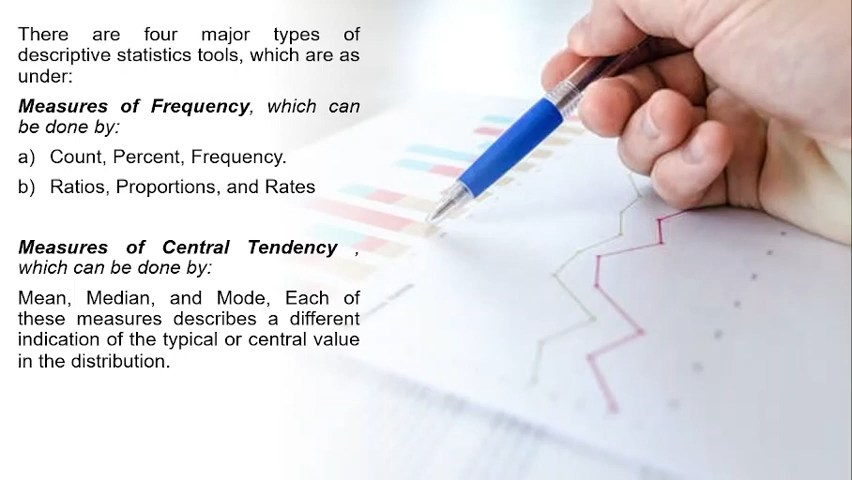 There are four major types of
descriptive statistics tools, which are as
under:
Measures of Frequency, which can
be done by:
a) Count, Percent, Frequency.
b) Ratios, Proportions, and Rates
Measures of Central Tendency ,
which can be done by:
Mean, Median, and Mode, Each of
these measures describes a different
indication of the typical or central value
in the distribution.